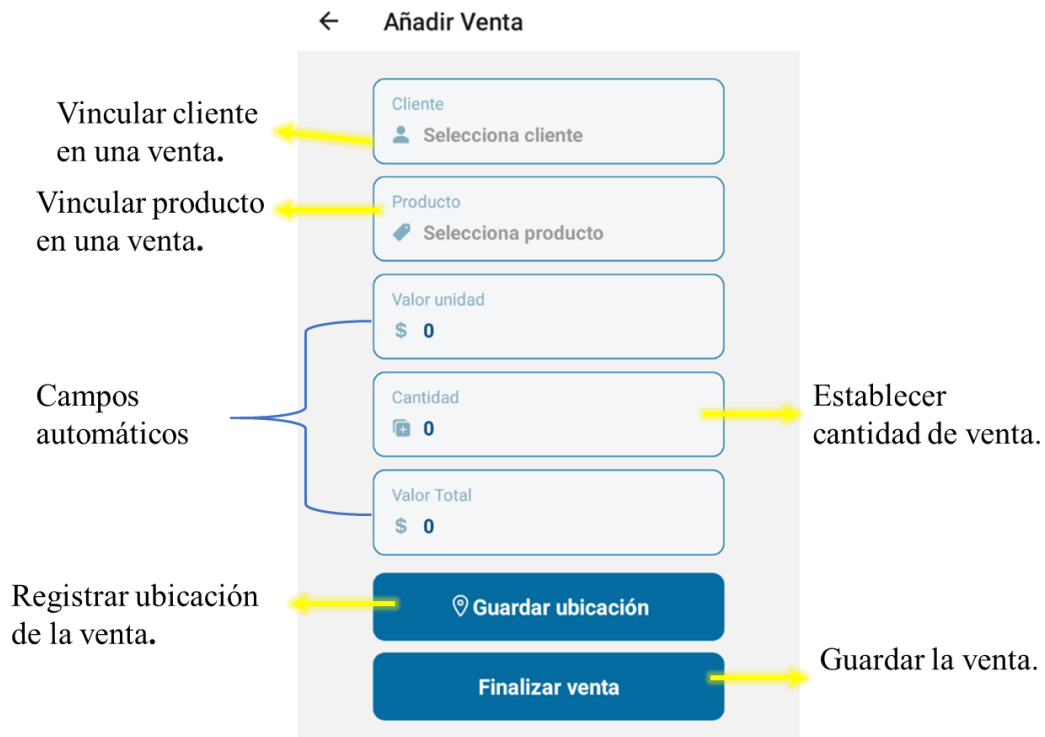 Añadir Venta
Vincular cliente
en una venta.
Cliente
Selecciona cliente
Vincular producto
en una venta.
Producto
Selecciona producto
Valor unidad
$ 0
Campos
automáticos
Cantidad
0
Establecer
cantidad de venta.
Valor Total
$ 0
Registrar ubicación
de la venta.
Guardar ubicación
Finalizar venta
Guardar la venta.